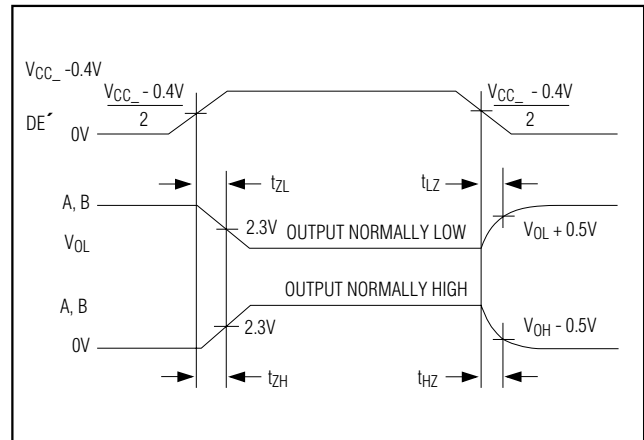 VCC_ -0.4V
VCC_ - 0.4V
2
VCC_ - 0.4V
2
DE´
0V
tZL
tLZ
A, B
2.3V
OUTPUT NORMALLY LOW
VOL + 0.5V
VOL
OUTPUT NORMALLY HIGH
A, B
2.3V
VOH - 0.5V
0V
tZH
tHZ